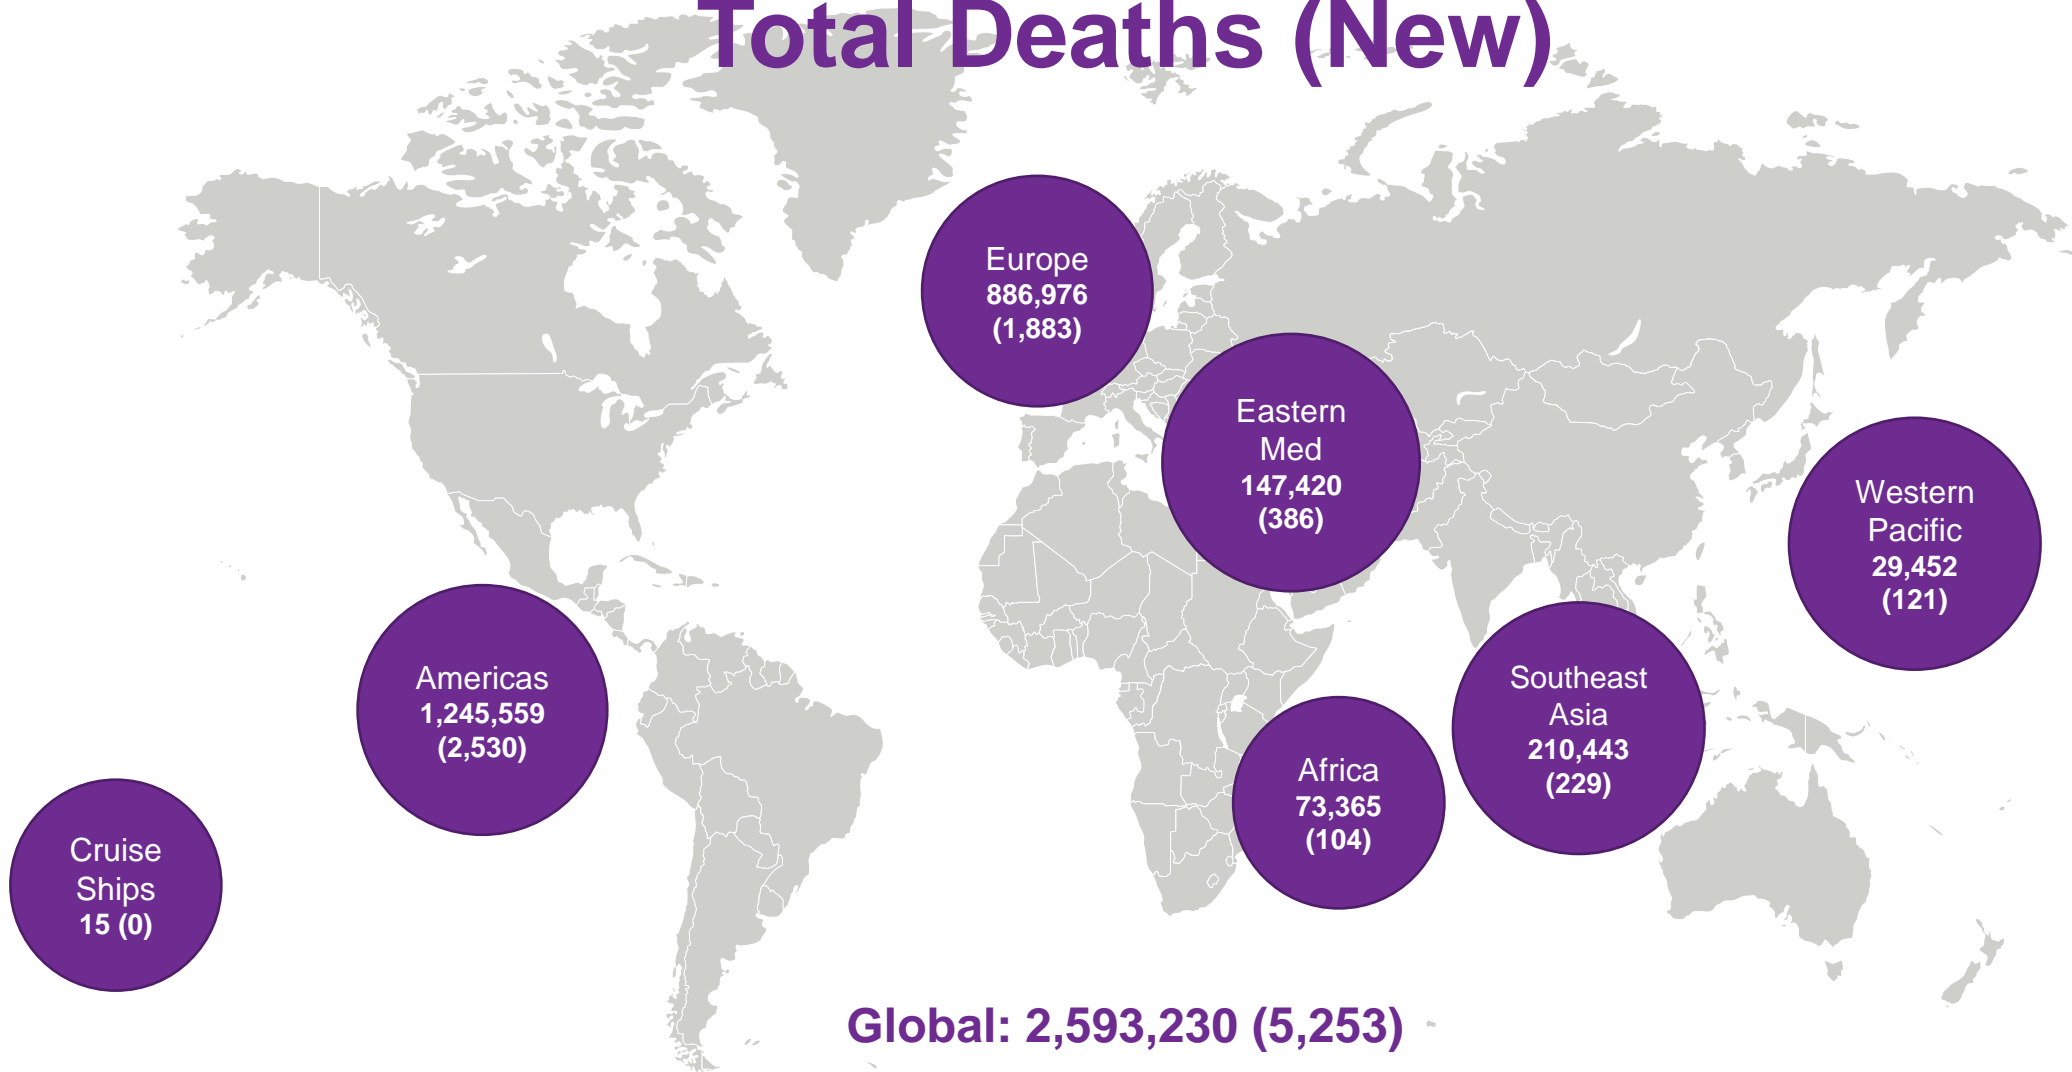 Total Deaths (New)
Europe
886,976
(1,883)
Eastern
Med
147,420
(386)
Western
Pacific
29,452
(121)
Americas
1,245,559
(2,530)
Southeast
Asia
210,443
(229)
Africa
73,365
(104)
Cruise
Ships
15 (0)
Global: 2,593,230 (5,253)